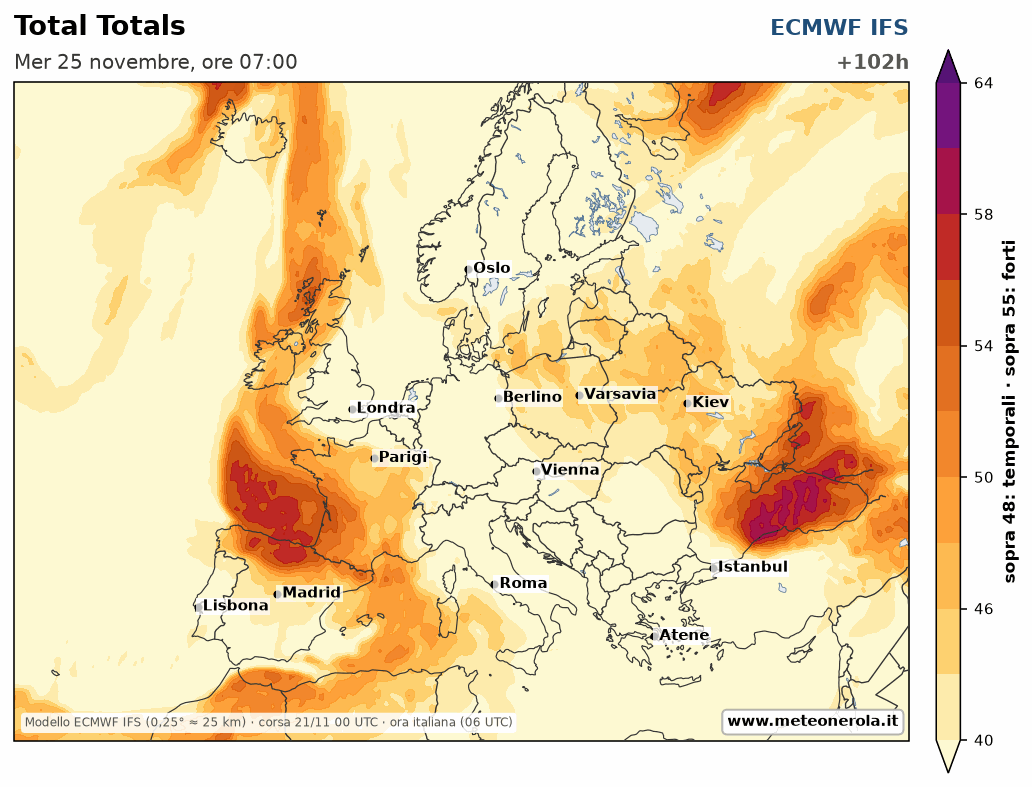 Total Totals
ECMWF IFS
Mer 25 novembre, ore 07:00
+102h
64
58
54
50
46
40
sopra 48: temporali · sopra 55: forti
Oslo
Berlino
Varsavia
Kiev
Londra
Parigi
Vienna
Istanbul
Roma
Madrid
Lisbona
Atene
Modello ECMWF IFS (0,25° ≈ 25 km) · corsa 21/11 00 UTC · ora italiana (06 UTC)
www.meteonerola.it